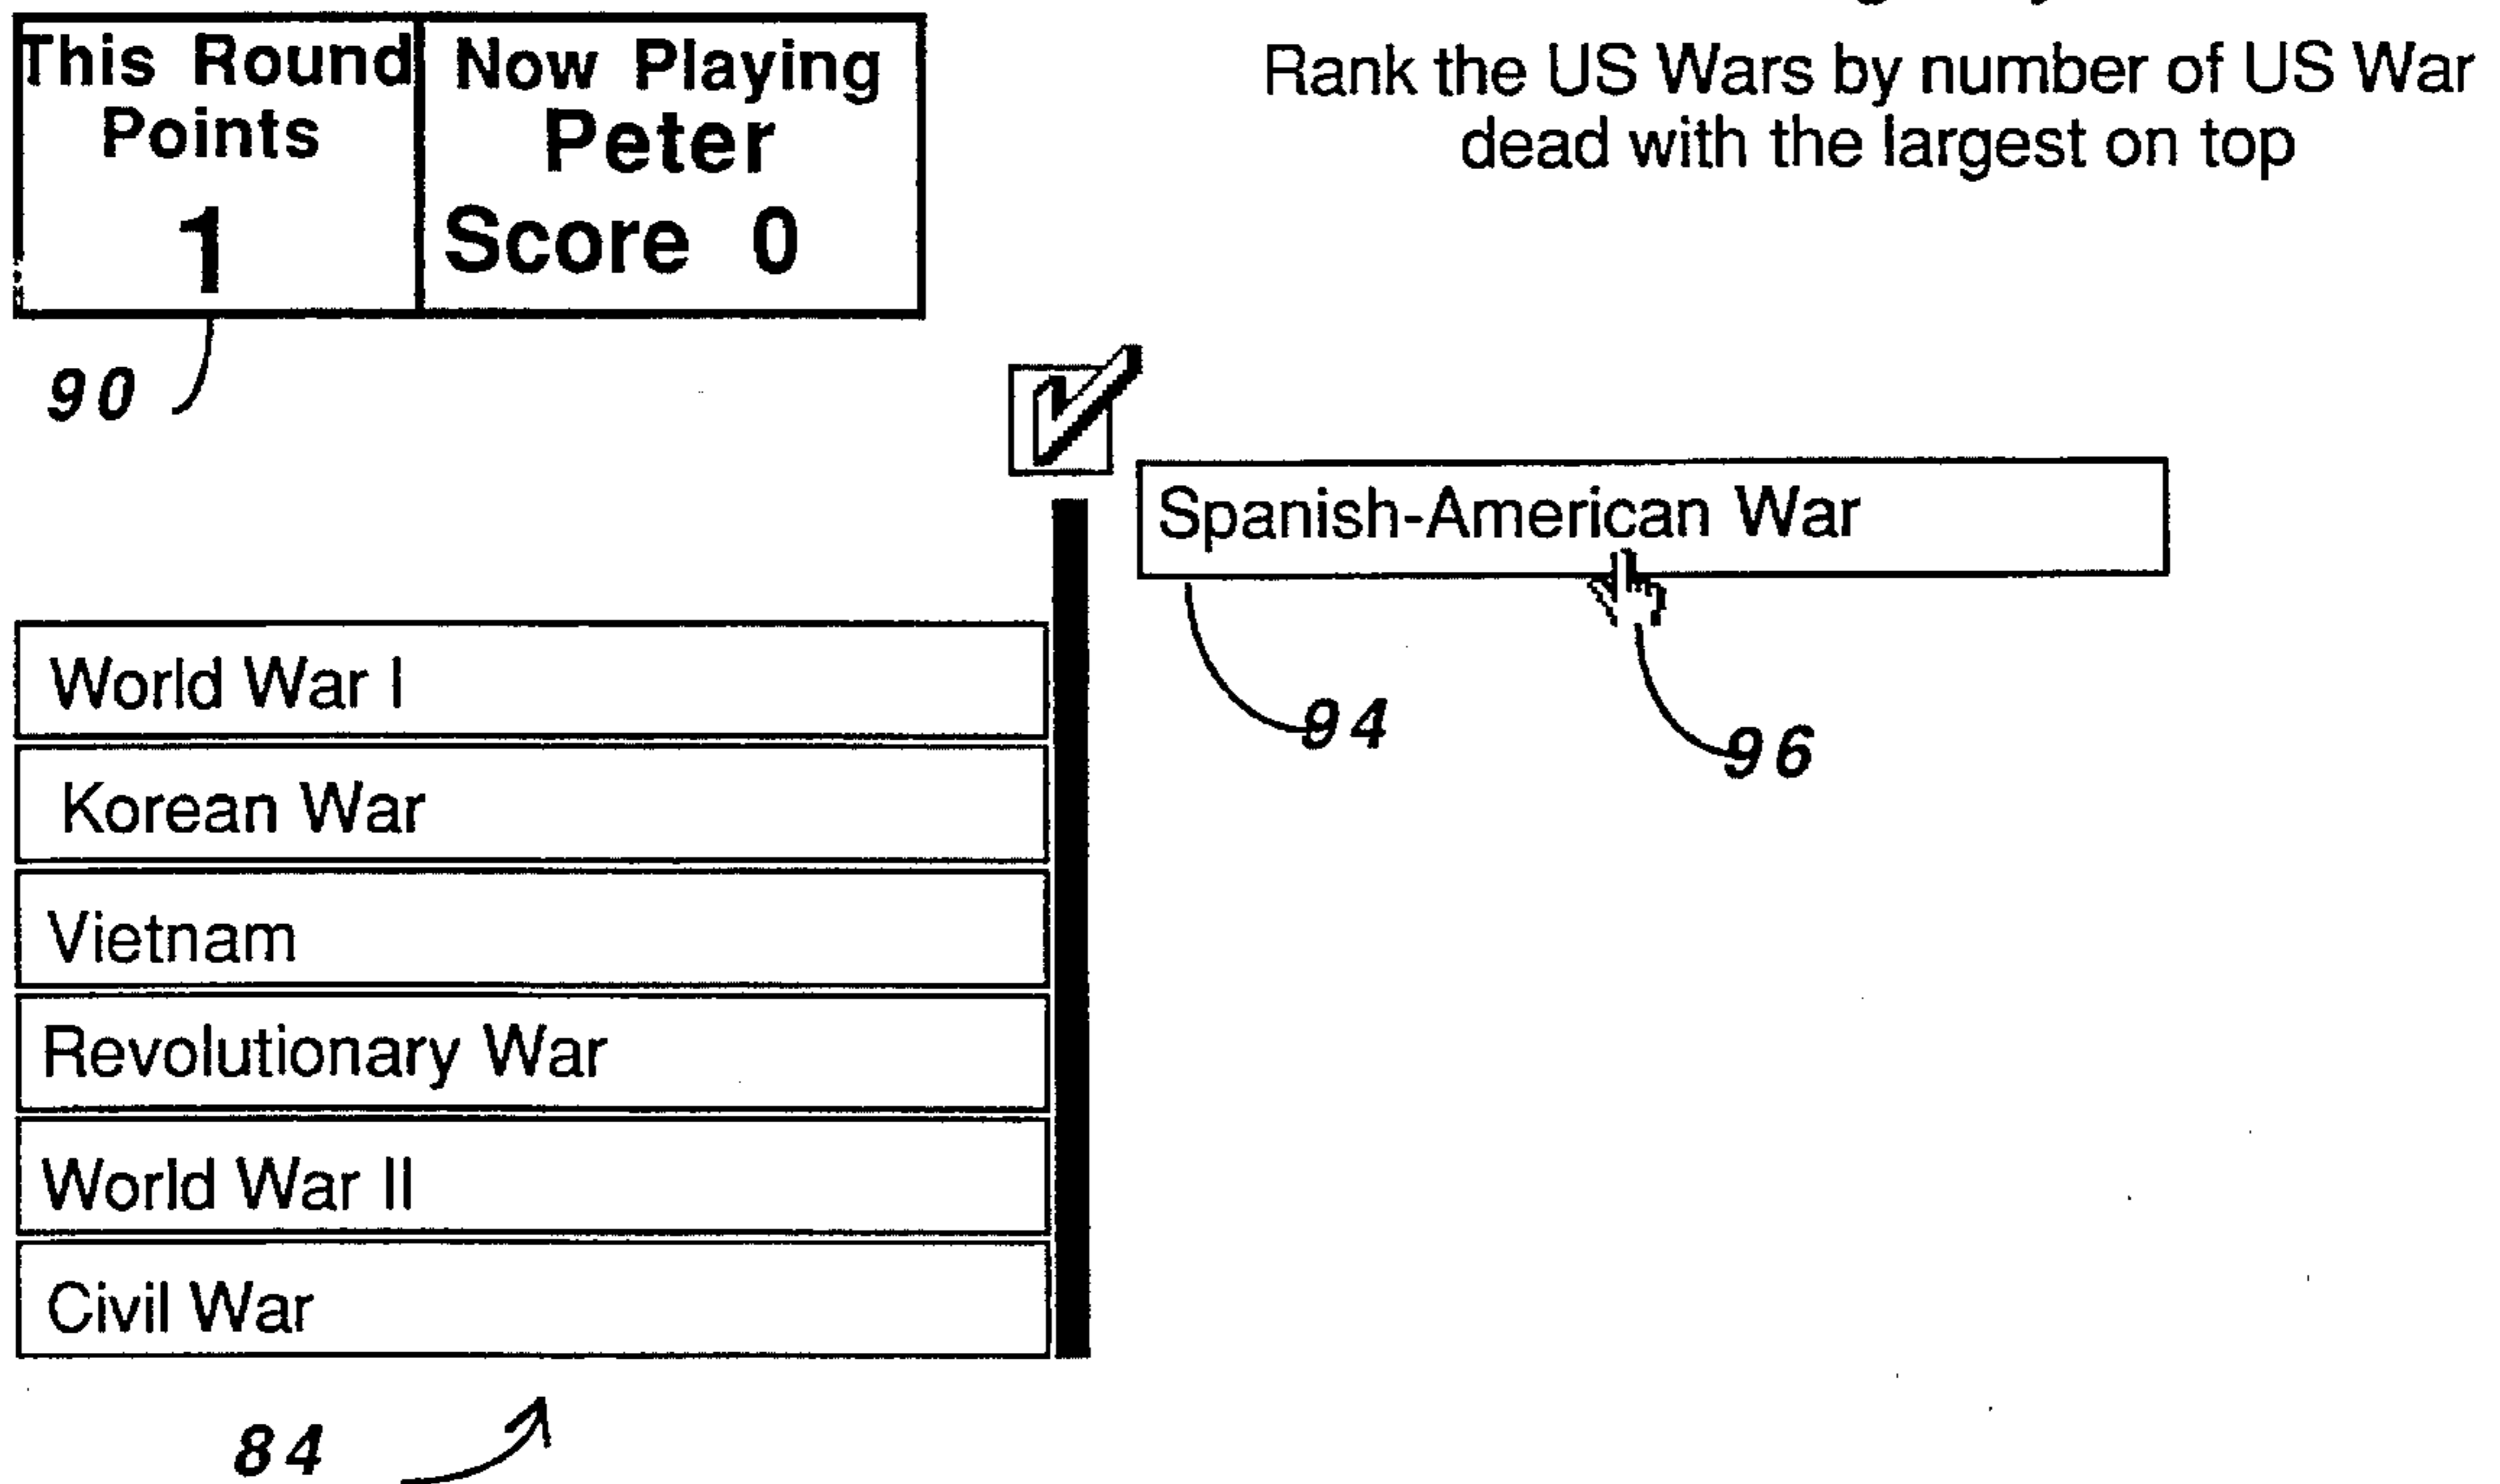 This Round
Points
1
Now Playing
Peter
Score 0
Rank the US Wars by number of US War
dead with the largest on top
90
Spanish-American War
94
96
World War I
Korean War
Vietnam
Revolutionary War
World War II
Civil War
84